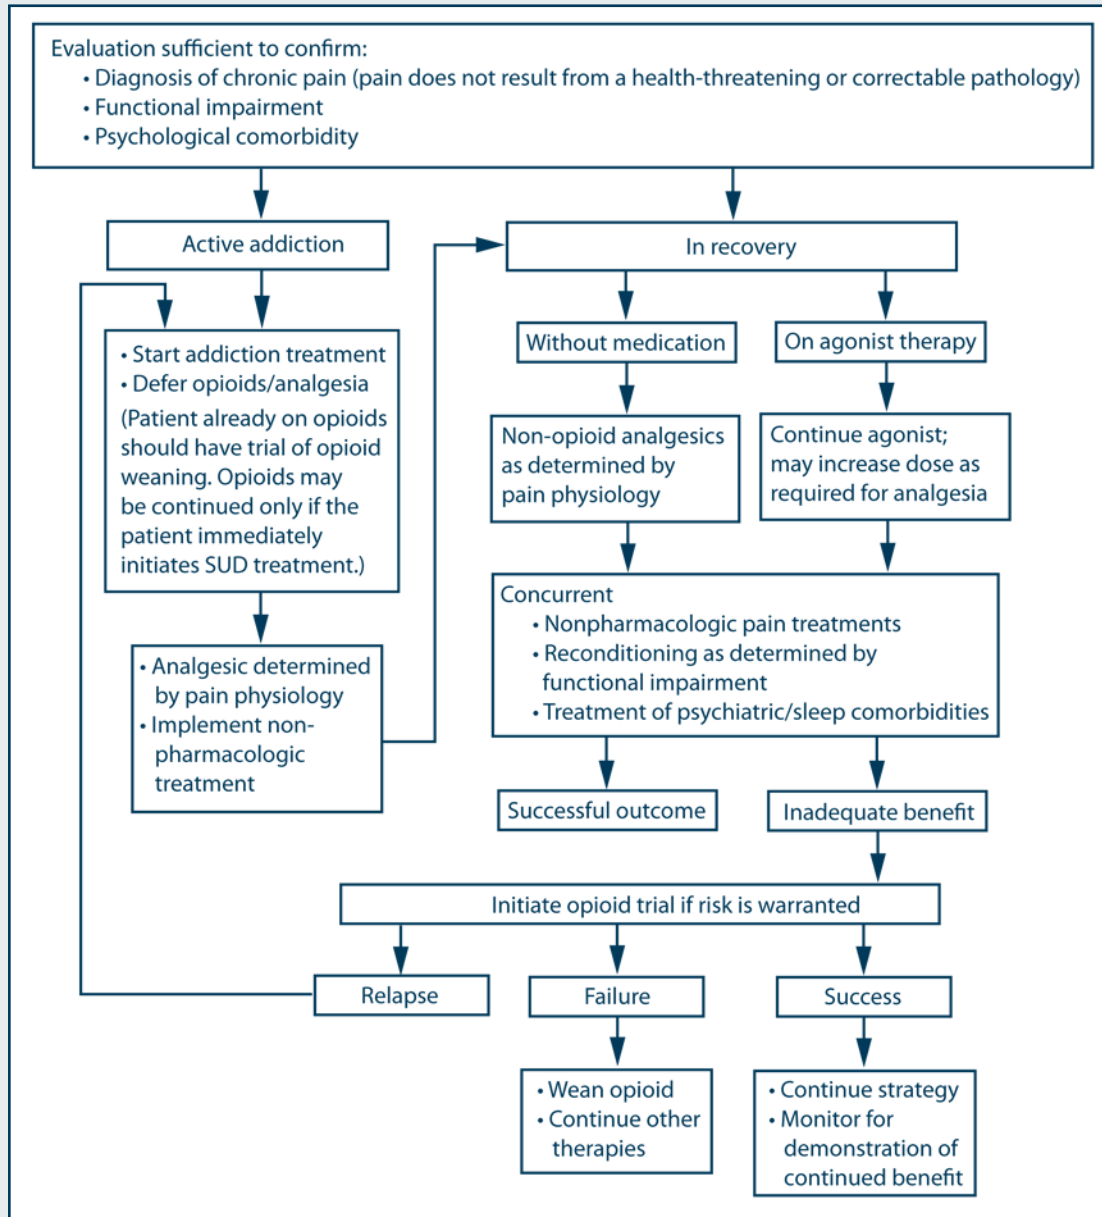 Evaluation sufficient to confirm:
• Diagnosis of chronic pain (pain does not result from a health-threatening or correctable pathology)
• Functional impairment
• Psychological comorbidity
Active addiction
In recovery
• Start addiction treatment
• Defer opioids/analgesia
(Patient already on opioids
should have trial of opioid
weaning. Opioids may
be continued only if the
patient immediately
initiates SUD treatment.)
Without medication
On agonist therapy
Non-opioid analgesics
as determined by
pain physiology
Continue agonist;
may increase dose as
required for analgesia
• Analgesic determined
by pain physiology
• Implement non-
pharmacologic
treatment
Concurrent
• Nonpharmacologic pain treatments
• Reconditioning as determined by
functional impairment
• Treatment of psychiatric/sleep comorbidities
Successful outcome
Inadequate benefit
Initiate opioid trial if risk is warranted
Relapse
Failure
Success
• Wean opioid
• Continue other
therapies
• Continue strategy
• Monitor for
demonstration of
continued benefit